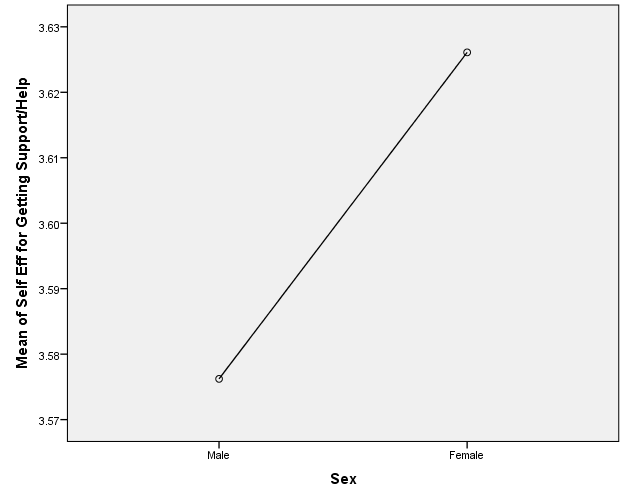 Mean of Self Eff for Getting Support/Help
3.63
3.62
3.61
3.60
3.59
3.58
3.57
Male
Female
Sex